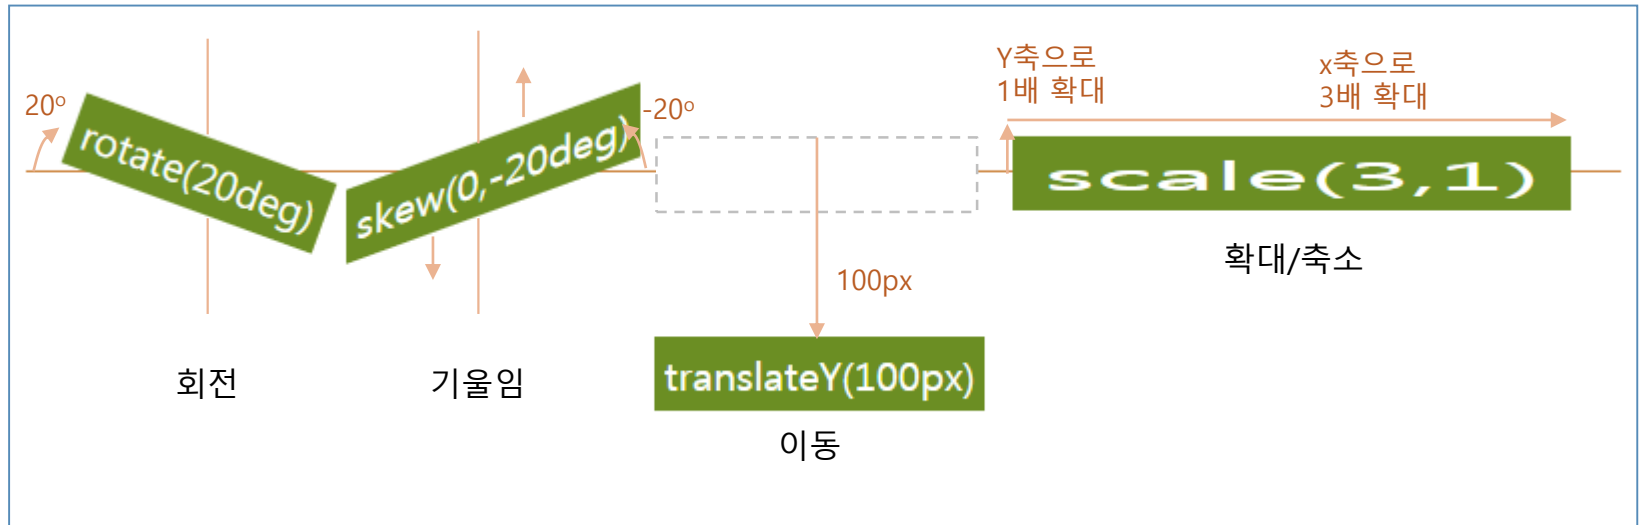 20º
rotate(20deg)
회전
skew(0,-20deg)
-20º
기울임
100px
translateY(100px)
이동
Y축으로
1배 확대
x축으로
3배 확대
scale(3,1)
확대/축소